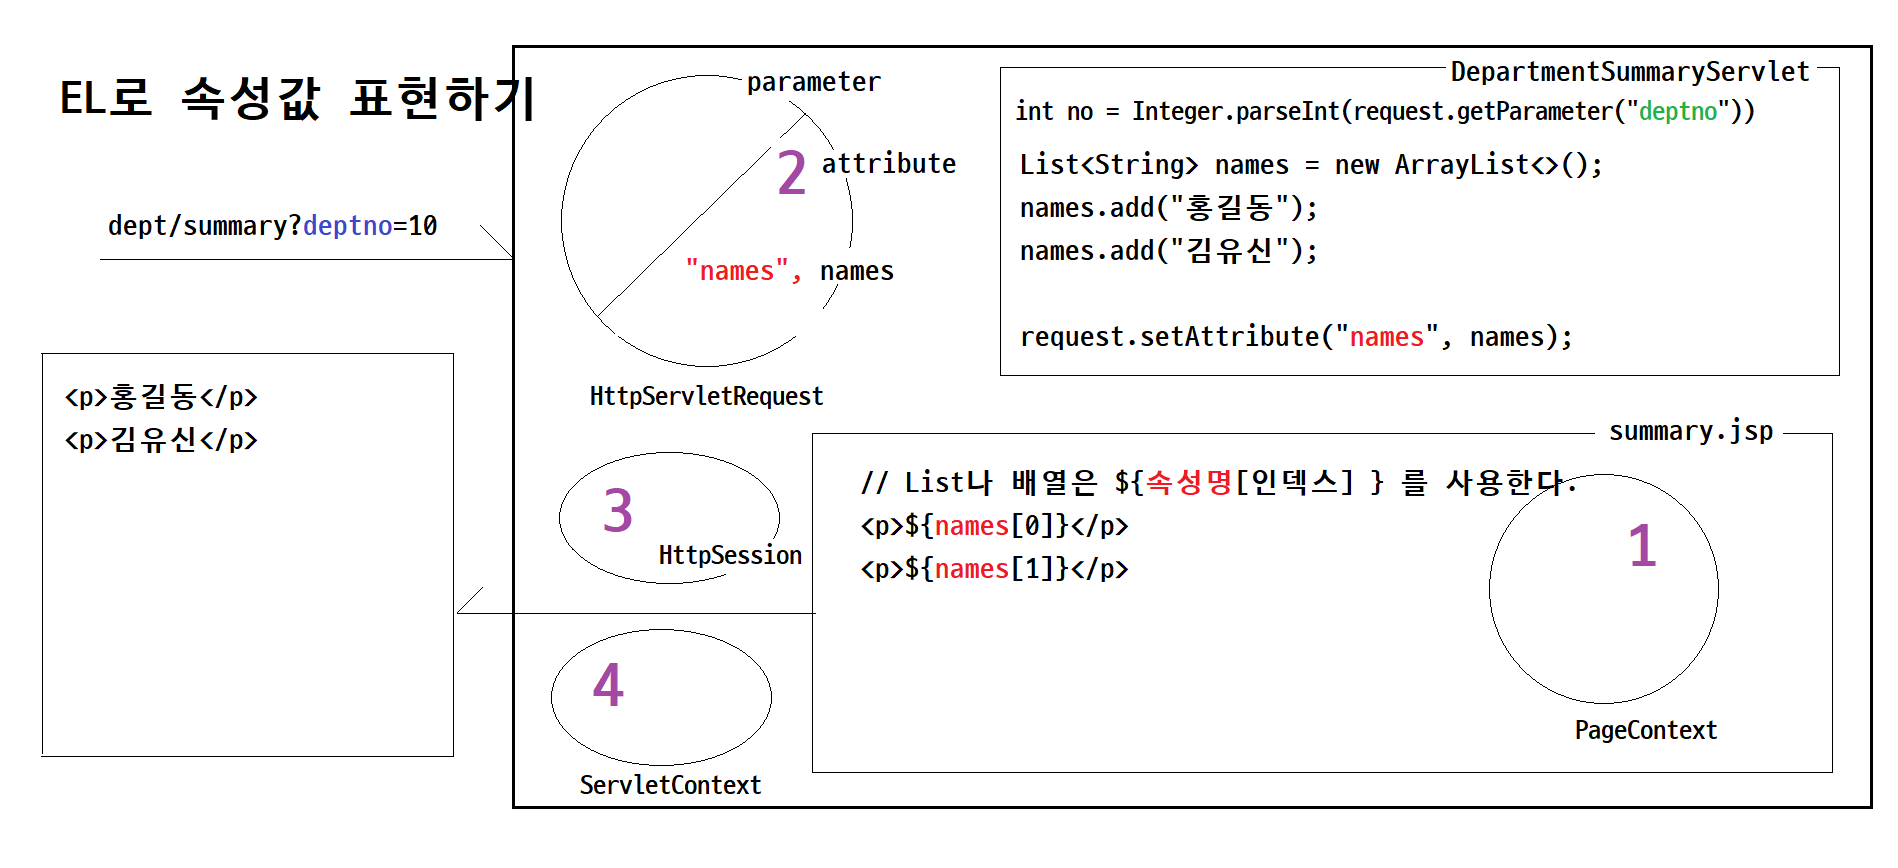 EL로 속성값 표현하기
dept/summary?deptno=10
<p>홍길동</p>
<p>김유신</p>
parameter
2
attribute
"names", names
HttpServletRequest
3
HttpSession
4
ServletContext
DepartmentSummaryServlet
int no = Integer.parseInt(request.getParameter("deptno"))
List<String> names = new ArrayList<>();
names.add("홍길동");
names.add("김유신");
request.setAttribute("names", names);
summary.jsp
// List나 배열은 ${속성명[인덱스] } 를 사용한다.
<p>${names[0]}</p>
<p>${names[1]}</p>
1
PageContext